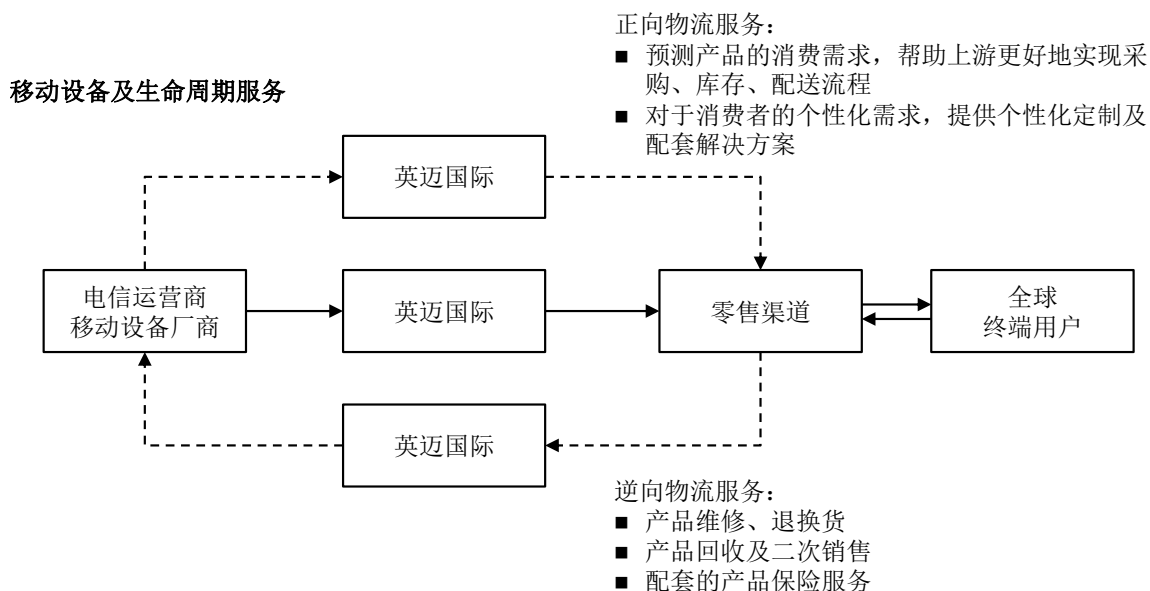 正向物流服务：
■ 预测产品的消费需求，帮助上游更好地实现采
购、库存、配送流程
■ 对于消费者的个性化需求，提供个性化定制及
配套解决方案
移动设备及生命周期服务
英迈国际
电信运营商
移动设备厂商
英迈国际
零售渠道
全球
终端用户
英迈国际
逆向物流服务：
■ 产品维修、退换货
■ 产品回收及二次销售
■ 配套的产品保险服务